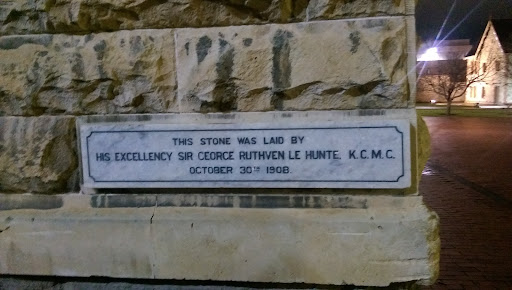 THIS STONE WAS LAID BY
HIS EXCELLENCY SIR GEORGE RUTHVEN LE HUNTE, K.C.M.G.
OCTOBER 30TH 1908.